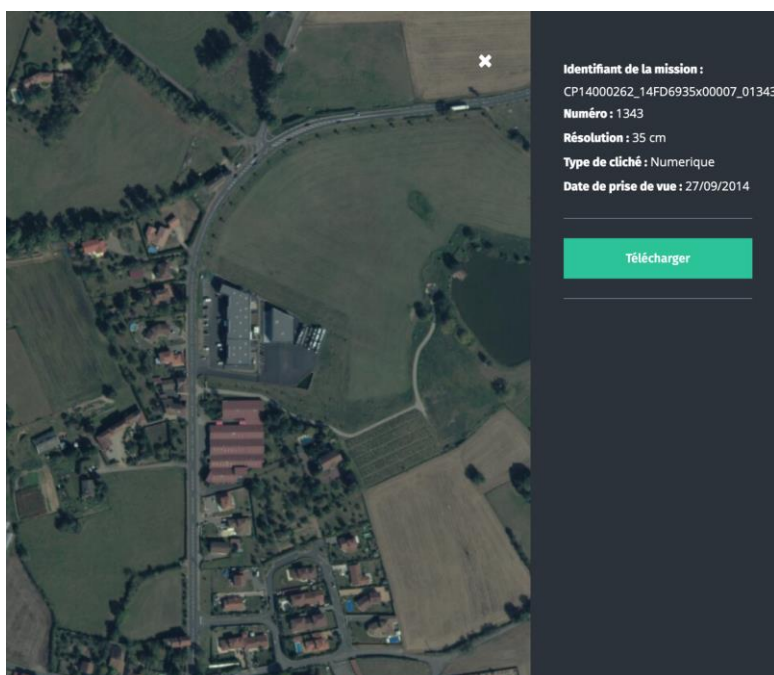 Identifiant de la mission :
CP14000262_14FD6935x00007_01343
Numéro : 1343
Résolution : 35 cm
Type de cliché : Numerique
Date de prise de vue : 27/09/2014
Télécharger